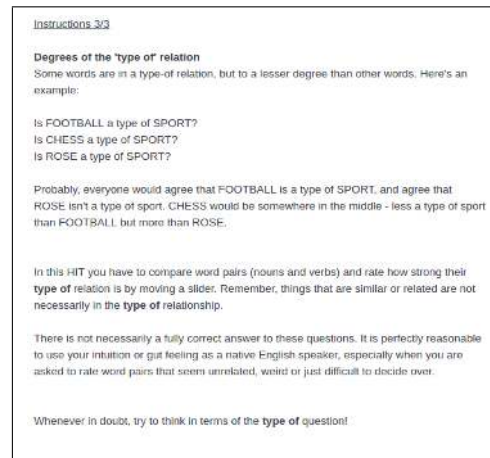 Instructions 3/3
Degrees of the 'type of' relation
Some words are in a type-of relation, but to a lesser degree than other words. Here's an
example:
Is FOOTBALL a type of SPORT?
Is CHESS a type of SPORT?
Is ROSE a type of SPORT?
Probably, everyone would agree that FOOTBALL is a type of SPORT, and agree that
ROSE isn't a type of sport. CHESS would be somewhere in the middle - less a type of sport
than FOOTBALL but more than ROSE.
In this HIT you have to compare word pairs (nouns and verbs) and rate how strong their
type of relation is by moving a slider. Remember, things that are similar or related are not
necessarily in the type of relationship.
There is not necessarily a fully correct answer to these questions. It is perfectly reasonable
to use your intuition or gut feeling as a native English speaker, especially when you are
asked to rate word pairs that seem unrelated, weird or just difficult to decide over.
Whenever in doubt, try to think in terms of the type of question!